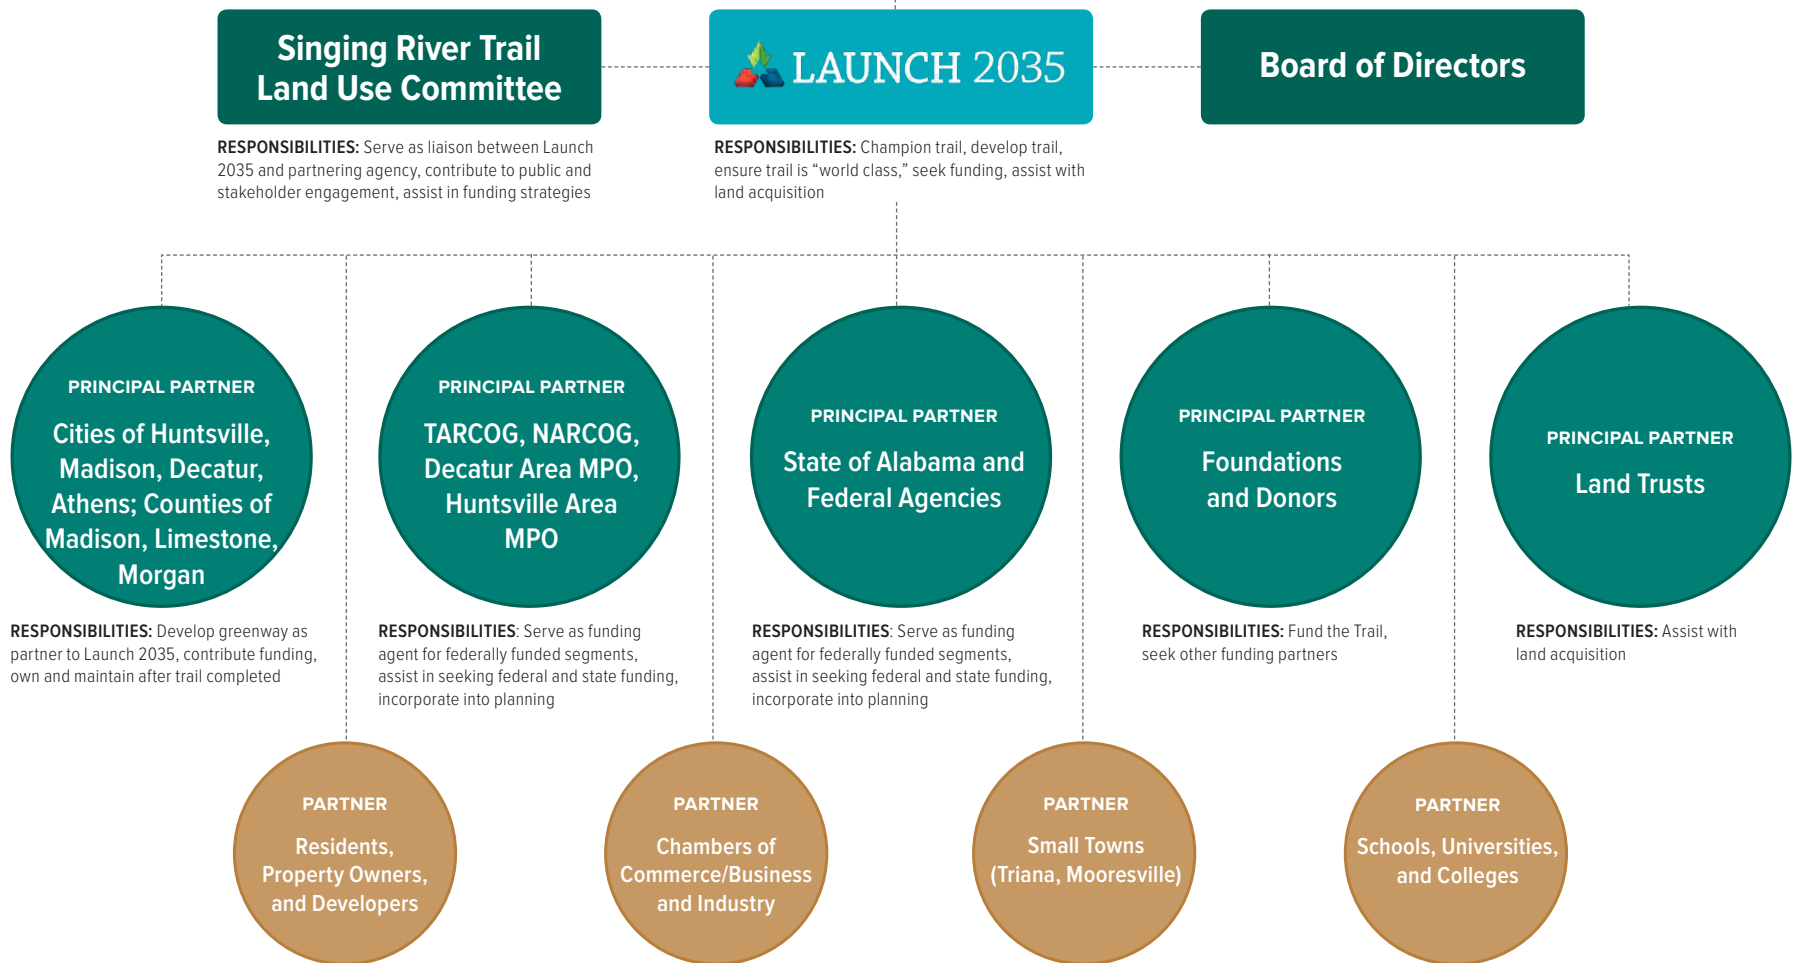 Singing River Trail
Land Use Committee
LAUNCH 2035
Board of Directors
RESPONSIBILITIES: Serve as liaison between Launch
2035 and partnering agency, contribute to public and
stakeholder engagement, assist in funding strategies
RESPONSIBILITIES: Champion trail, develop trail,
ensure trail is “world class,” seek funding, assist with
land acquisition
PRINCIPAL PARTNER
Cities of Huntsville,
Madison, Decatur,
Athens; Counties of
Madison, Limestone,
Morgan
PRINCIPAL PARTNER
TARCOG, NARCOG,
Decatur Area MPO,
Huntsville Area
MPO
PRINCIPAL PARTNER
State of Alabama and
Federal Agencies
PRINCIPAL PARTNER
Foundations
and Donors
PRINCIPAL PARTNER
Land Trusts
RESPONSIBILITIES: Develop greenway as
partner to Launch 2035, contribute funding,
own and maintain after trail completed
RESPONSIBILITIES: Serve as funding
agent for federally funded segments,
assist in seeking federal and state funding,
incorporate into planning
RESPONSIBILITIES: Serve as funding
agent for federally funded segments,
assist in seeking federal and state funding,
incorporate into planning
RESPONSIBILITIES: Fund the Trail,
seek other funding partners
RESPONSIBILITIES: Assist with
land acquisition
PARTNER
Residents,
Property Owners,
and Developers
PARTNER
Chambers of
Commerce/Business
and Industry
PARTNER
Small Towns
(Triana, Mooresville)
PARTNER
Schools, Universities,
and Colleges